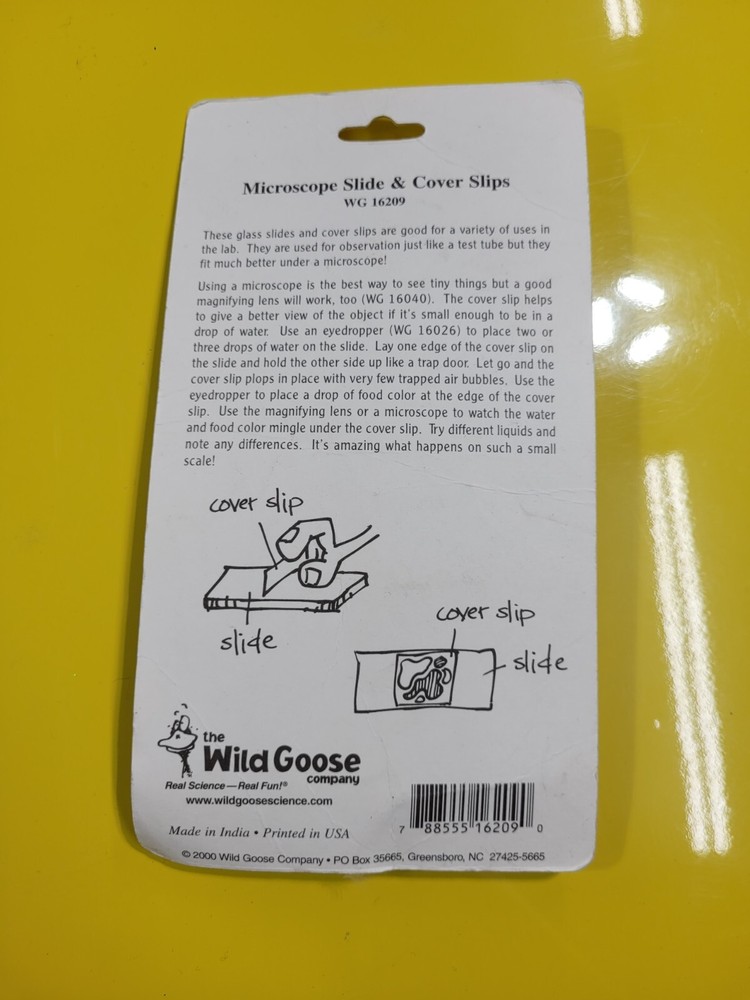 Microscope Slide & Cover Slips
WG 16209
These glass slides and cover slips are good for a variety of uses in
the lab. They are used for observation just like a test tube but they
fit much better under a microscope!
Using a microscope is the best way to see tiny things but a good
magnifying lens will work, too (WG 16040). The cover slip helps
to give a better view of the object if it's small enough to be in a
drop of water. Use an eyedropper (WG 16026) to place two or
three drops of water on the slide. Lay one edge of the cover slip on
the slide and hold the other side up like a trap door. Let go and the
cover slip plops in place with very few trapped air bubbles. Use the
eyedropper to place a drop of food color at the edge of the cover
slip. Use the magnifying lens or a microscope to watch the water
and food color mingle under the cover slip. Try different liquids and
note any differences. It's amazing what happens on such a small
scale!
cover slip
slide
cover slip
slide
the
Wild Goose
company
Real Science—Real Fun!®
www.wildgoosescience.com
Made in India • Printed in USA
7 88555 16209 0
© 2000 Wild Goose Company • PO Box 35665, Greensboro, NC 27425-5665